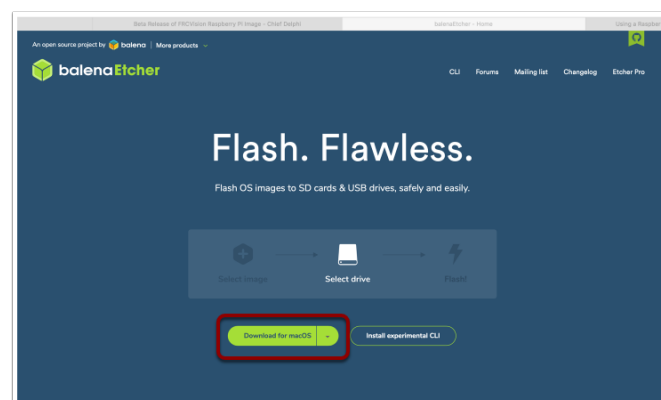 Beta Release of FRCVision Raspberry Pi Image - Chief Delphi
balenaEtcher - Home
Using a Raspber
An open source project by balena | More products
balenaEtcher
CLI
Forums
Mailing list
Changelog
Etcher Pro
Flash. Flawless.
Flash OS images to SD cards & USB drives, safely and easily.
Select image
Select drive
Flash!
Download for macOS
Install experimental CLI